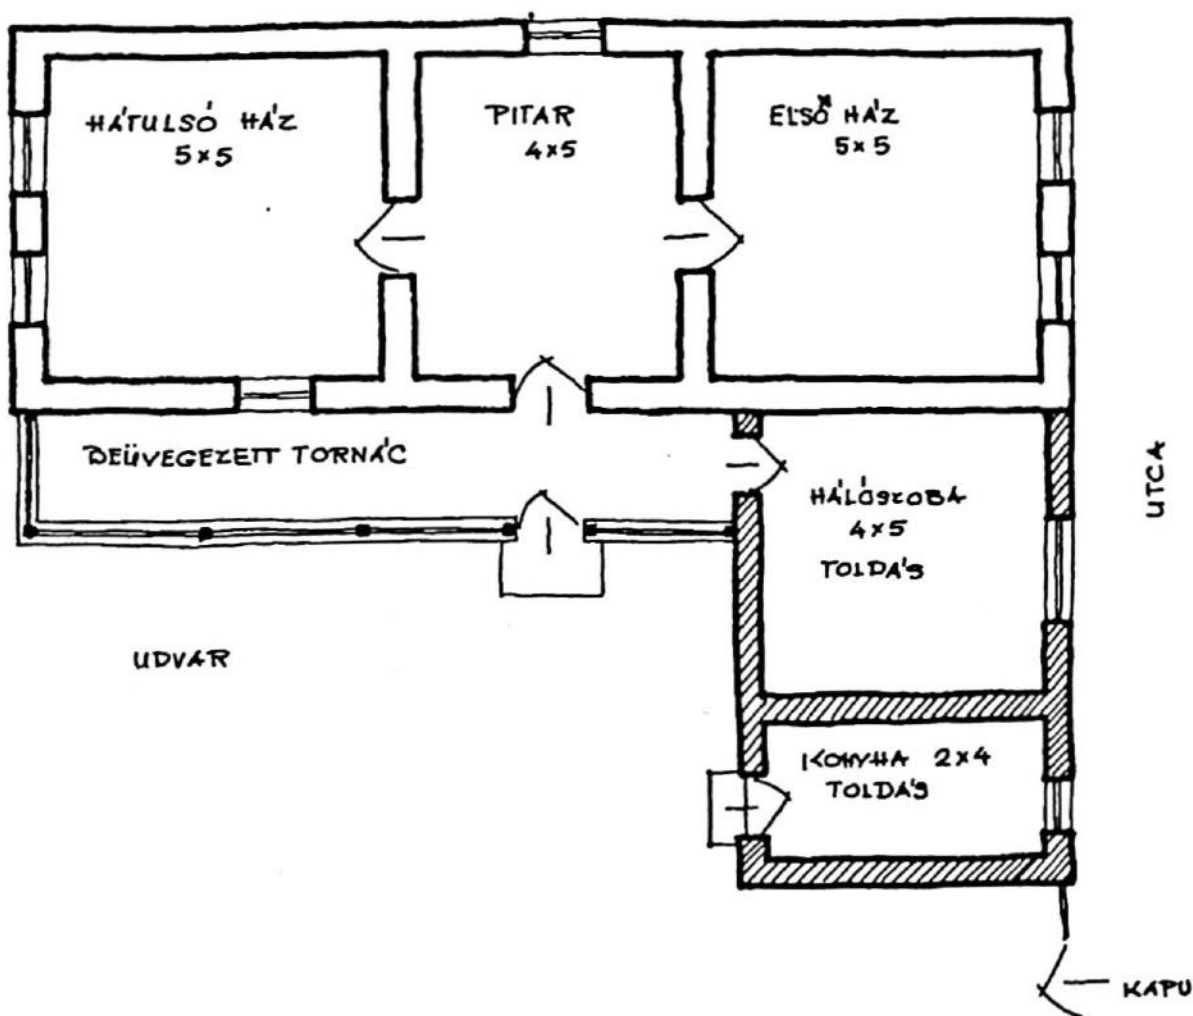 HÁTULSÓ HÁZ
5×5
PITAR
4×5
ELSŐ HÁZ
5×5
BEÜVEGEZETT TORNÁC
HÁLÓSZOBA
4×5
TOLDÁS
UTCA
UDVAR
KONYHA 2×4
TOLDÁS
KAPU